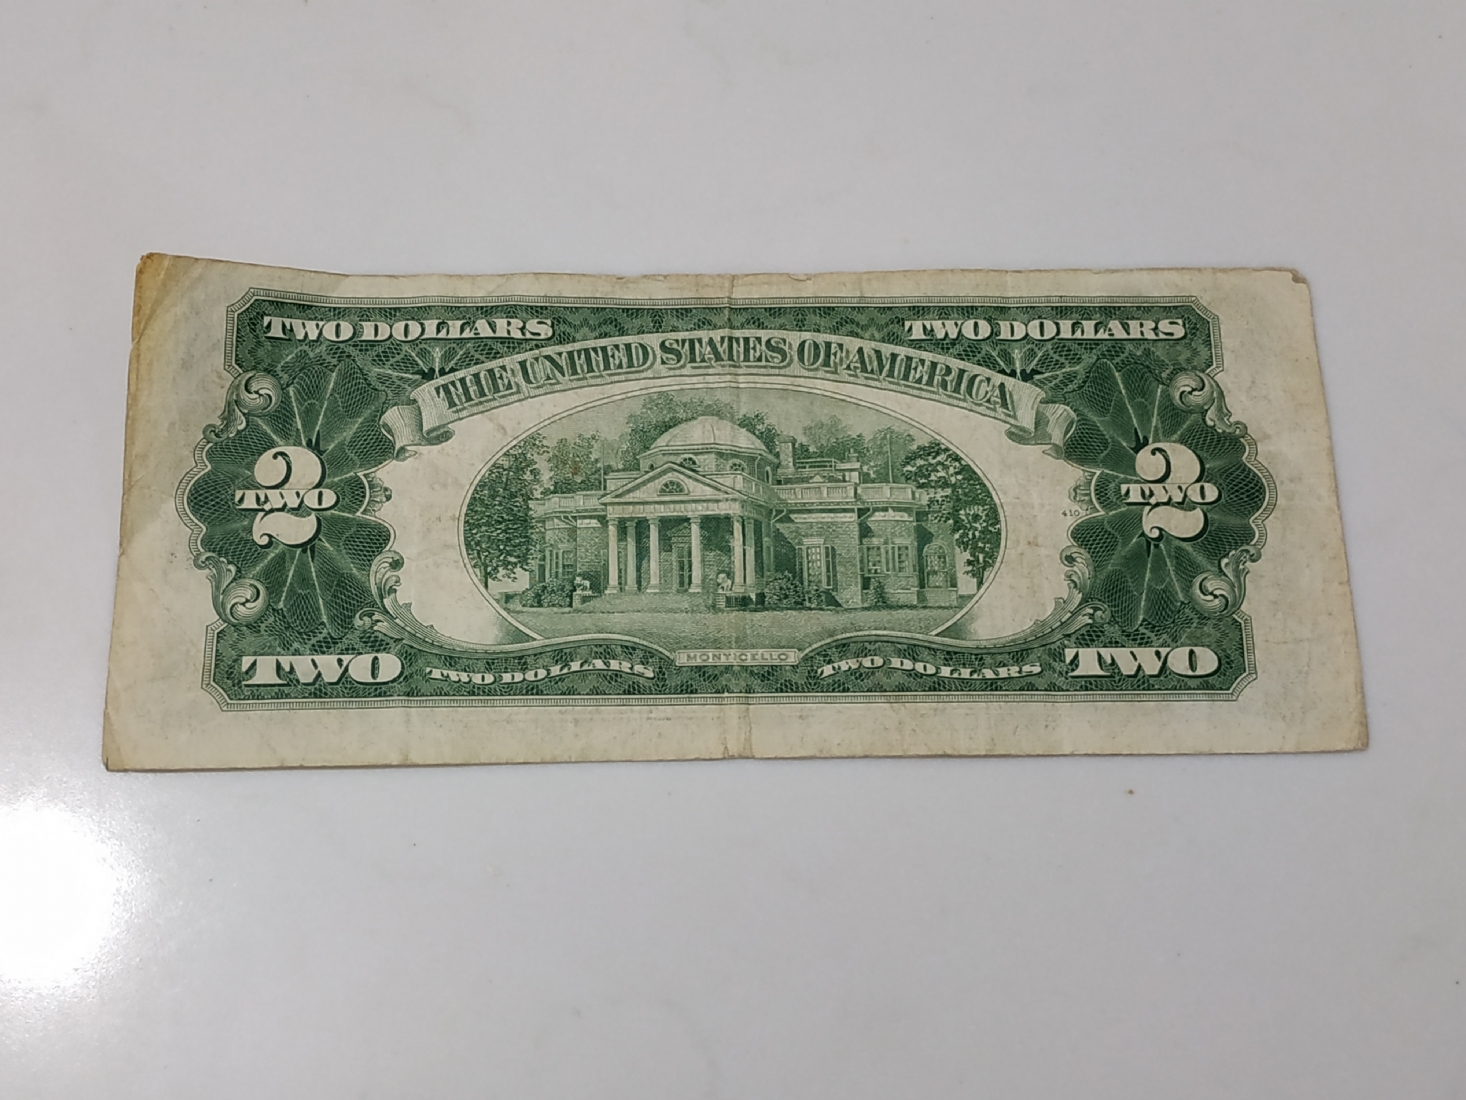 TWO DOLLARS TWO DOLLARS
THE UNITED STATES OF AMERICA
2 2
TWO TWO
MONTICELLO
TWO TWO DOLLARS TWO DOLLARS TWO